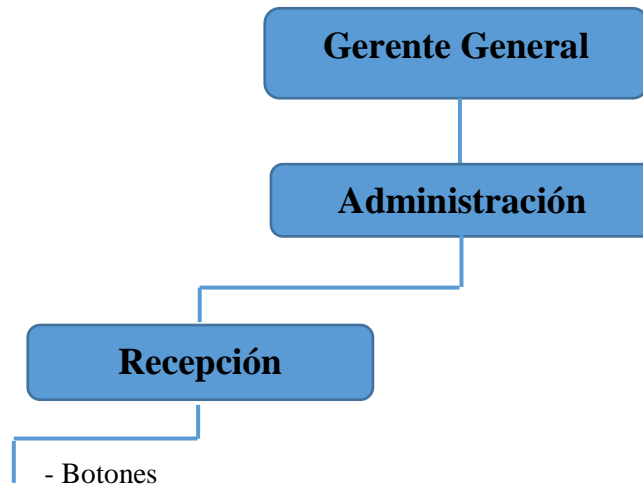 Gerente General
Administración
Recepción
- Botones